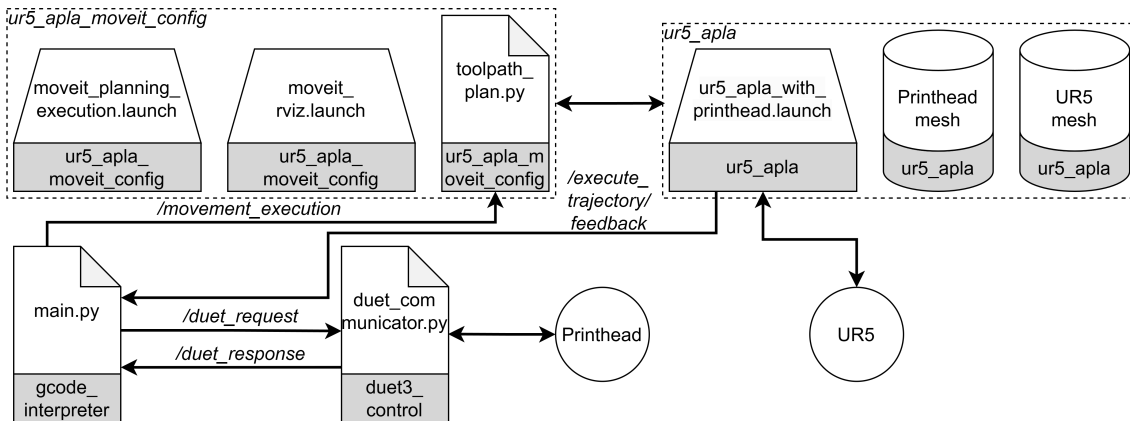 ur5_apla_moveit_config
moveit_planning_
execution.launch
ur5_apla_
moveit_config
moveit_
rviz.launch
ur5_apla_
moveit_config
toolpath_
plan.py
ur5_apla_m
oveit_config
ur5_apla
ur5_apla_with_
printhead.launch
ur5_apla
Printhead
mesh
ur5_apla
UR5
mesh
ur5_apla
/movement_execution
/execute_
trajectory/
feedback
main.py
gcode_
interpreter
/duet_request
/duet_response
duet_com
municator.py
duet3_
control
Printhead
UR5